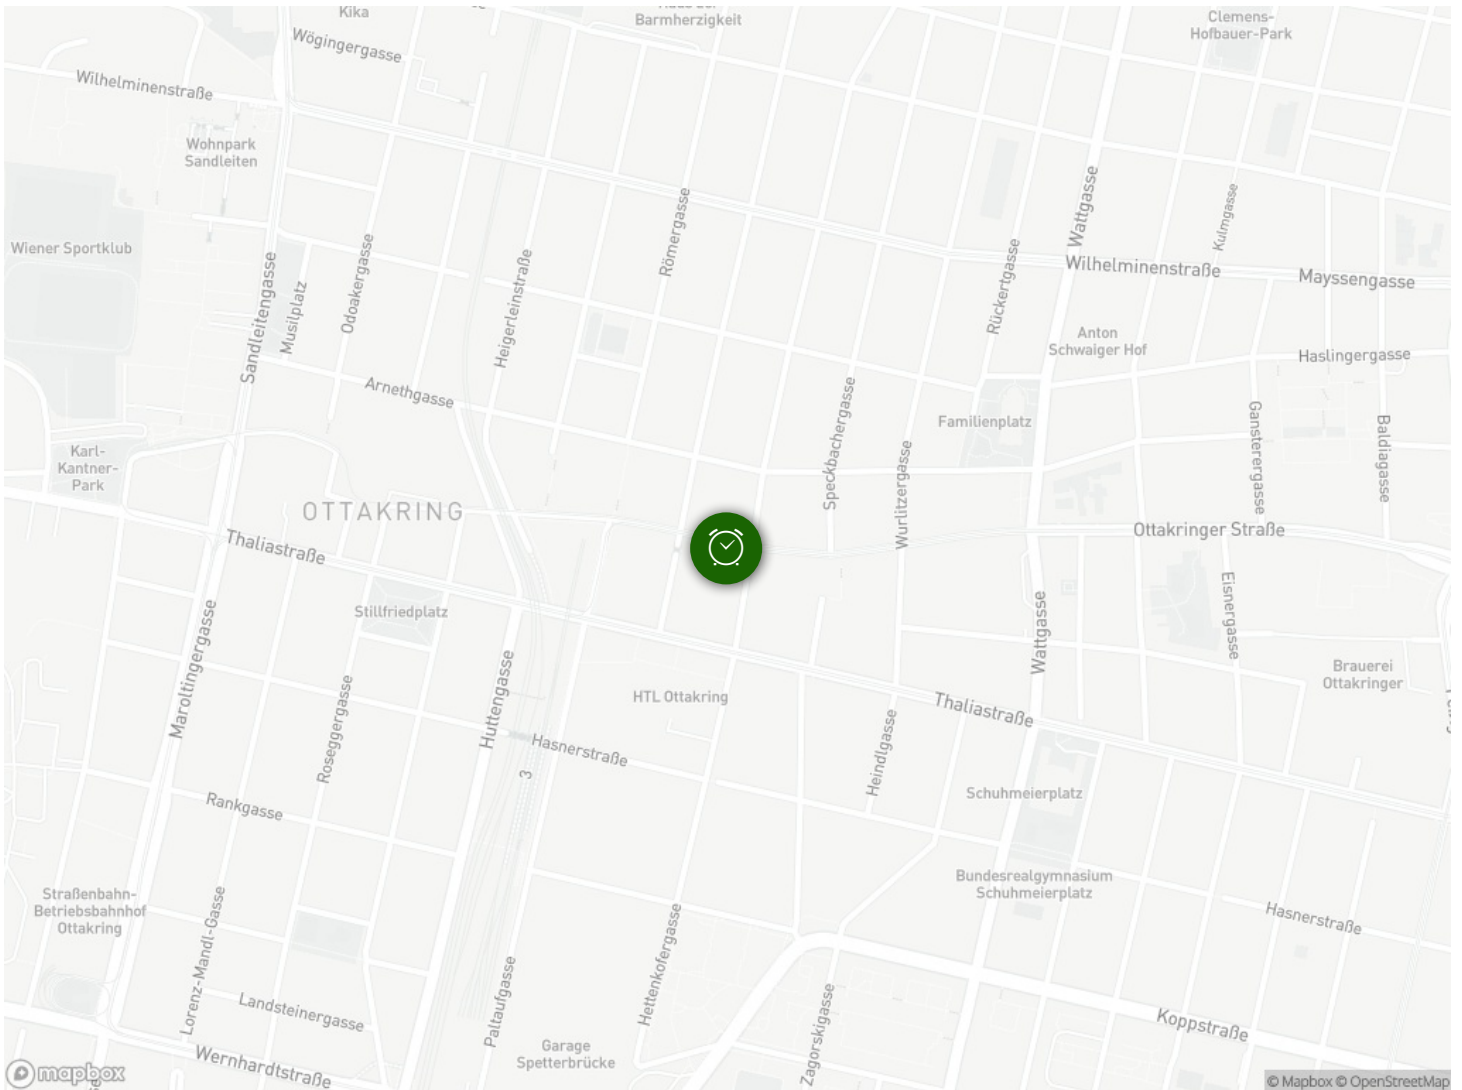 Kika
Barmherzigkeit
Clemens-
Hofbauer-Park
Wögingergasse
Wilhelminenstraße
Wohnpark
Sandleiten
Wiener Sportklub
Sandleitengasse
Musilplatz
Odoakergasse
Heigerleinstraße
Römergasse
Rückertgasse
Wattgasse
Kulmgasse
Wilhelminenstraße
Mayssengasse
Anton
Schwaiger Hof
Haslingergasse
Arnethgasse
Speckbachergasse
Familienplatz
Wurlitzergasse
Gansterergasse
Baldiagasse
Karl-
Kantner-
Park
OTTAKRING
Thaliastraße
Ottakringer Straße
Stillfriedplatz
Eisnergasse
Wattgasse
Maroltingergasse
Huttengasse
Roseggergasse
HTL Ottakring
Brauerei
Ottakringer
Thaliastraße
Hasnerstraße
3
Heindlgasse
Schuhmeierplatz
Rankgasse
Bundesrealgymnasium
Schuhmeierplatz
Straßenbahn-
Betriebsbahnhof
Ottakring
Lorenz-Mandl-Gasse
Hettenkofergasse
Hasnerstraße
Landsteinergasse
Paltaufgasse
Zagorskigasse
Koppstraße
Garage
Spetterbrücke
Wernhardtstraße
mapbox
© Mapbox © OpenStreetMap